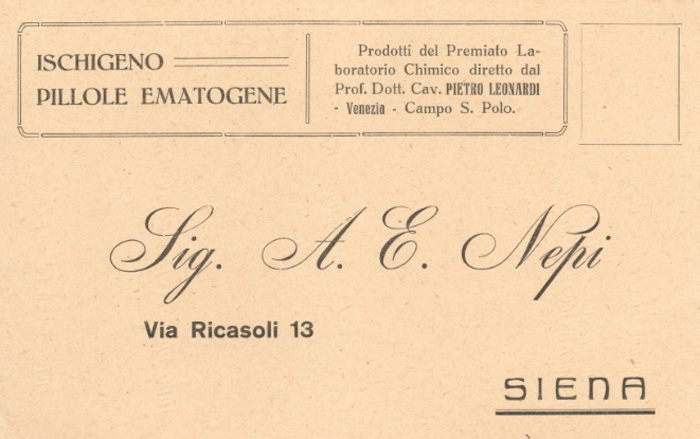 ISCHIGENO
PILLOLE EMATOGENE
Prodotti del Premiato La-
boratorio Chimico diretto dal
Prof. Dott. Cav. PIETRO LEONARDI
- Venezia - Campo S. Polo.
Sig. A. E. Nepi
Via Ricasoli 13
SIENA